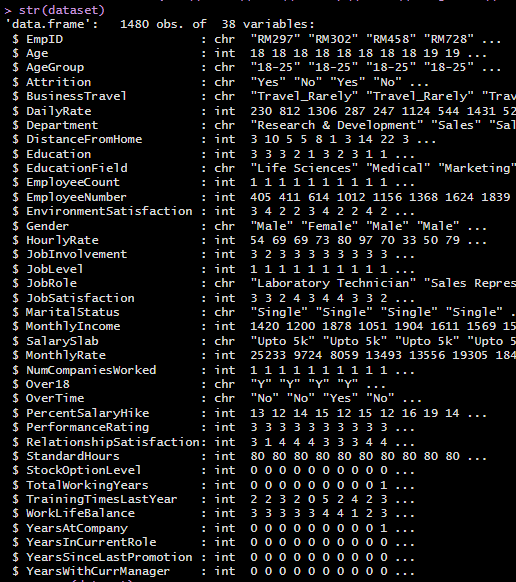 > str(dataset)
'data.frame':   1480 obs. of  38 variables:
 $ EmpID                   : chr  "RM297" "RM302" "RM458" "RM728" ...
 $ Age                     : int  18 18 18 18 18 18 18 18 19 19 ...
 $ AgeGroup                : chr  "18-25" "18-25" "18-25" "18-25" ...
 $ Attrition               : chr  "Yes" "No" "Yes" "No" ...
 $ BusinessTravel          : chr  "Travel_Rarely" "Travel_Rarely" "Trav
 $ DailyRate               : int  230 812 1306 287 247 1124 544 1431 52
 $ Department              : chr  "Research & Development" "Sales" "Sal
 $ DistanceFromHome        : int  3 10 5 5 8 1 3 14 22 3 ...
 $ Education               : int  3 3 3 2 1 3 2 3 1 1 ...
 $ EducationField          : chr  "Life Sciences" "Medical" "Marketing"
 $ EmployeeCount           : int  1 1 1 1 1 1 1 1 1 1 ...
 $ EmployeeNumber          : int  405 411 614 1012 1156 1368 1624 1839
 $ EnvironmentSatisfaction : int  3 4 2 2 3 4 2 2 4 2 ...
 $ Gender                  : chr  "Male" "Female" "Male" "Male" ...
 $ HourlyRate              : int  54 69 69 73 80 97 70 33 50 79 ...
 $ JobInvolvement          : int  3 2 3 3 3 3 3 3 3 3 ...
 $ JobLevel                : int  1 1 1 1 1 1 1 1 1 1 ...
 $ JobRole                 : chr  "Laboratory Technician" "Sales Repres
 $ JobSatisfaction         : int  3 3 2 4 3 4 4 3 3 2 ...
 $ MaritalStatus           : chr  "Single" "Single" "Single" "Single" ...
 $ MonthlyIncome           : int  1420 1200 1878 1051 1904 1611 1569 15
 $ SalarySlab              : chr  "Upto 5k" "Upto 5k" "Upto 5k" "Upto 5
 $ MonthlyRate             : int  25233 9724 8059 13493 13556 19305 184
 $ NumCompaniesWorked      : int  1 1 1 1 1 1 1 1 1 1 ...
 $ Over18                  : chr  "Y" "Y" "Y" "Y" ...
 $ OverTime                : chr  "No" "No" "Yes" "No" ...
 $ PercentSalaryHike       : int  13 12 14 15 12 15 12 16 19 14 ...
 $ PerformanceRating       : int  3 3 3 3 3 3 3 3 3 3 ...
 $ RelationshipSatisfaction: int  3 1 4 4 4 3 3 3 4 4 ...
 $ StandardHours           : int  80 80 80 80 80 80 80 80 80 80 ...
 $ StockOptionLevel        : int  0 0 0 0 0 0 0 0 0 0 ...
 $ TotalWorkingYears       : int  0 0 0 0 0 0 0 0 0 1 ...
 $ TrainingTimesLastYear   : int  2 2 3 2 0 5 2 4 2 3 ...
 $ WorkLifeBalance         : int  3 3 3 3 3 4 4 1 2 3 ...
 $ YearsAtCompany          : int  0 0 0 0 0 0 0 0 0 1 ...
 $ YearsInCurrentRole      : int  0 0 0 0 0 0 0 0 0 0 ...
 $ YearsSinceLastPromotion : int  0 0 0 0 0 0 0 0 0 0 ...
 $ YearsWithCurrManager    : int  0 0 0 0 0 0 0 0 0 0 ...